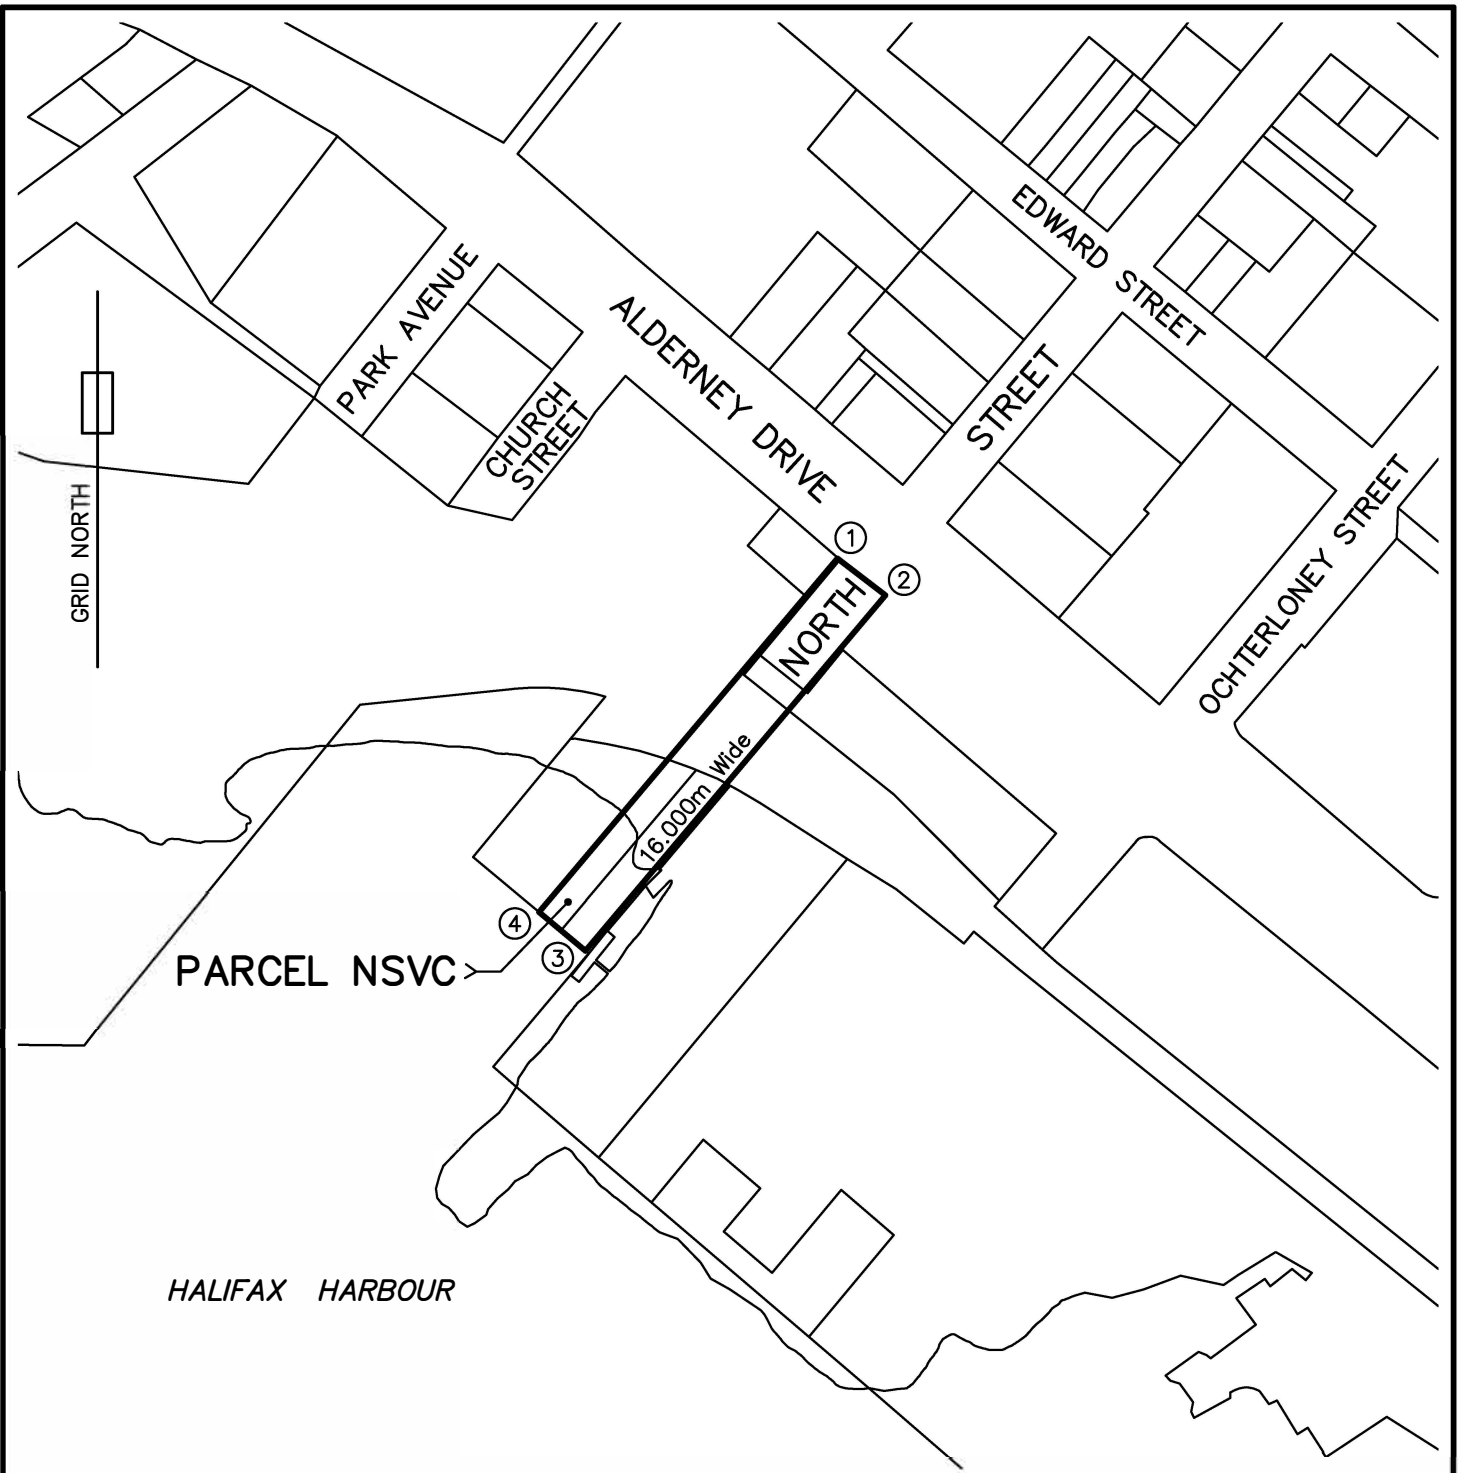 EDWARD STREET
PARK AVENUE
ALDERNEY DRIVE
CHURCH
STREET
STREET
OCHTERLONEY STREET
GRID NORTH
1
2
NORTH
16.000m Wide
4
3
PARCEL NSVC
HALIFAX HARBOUR